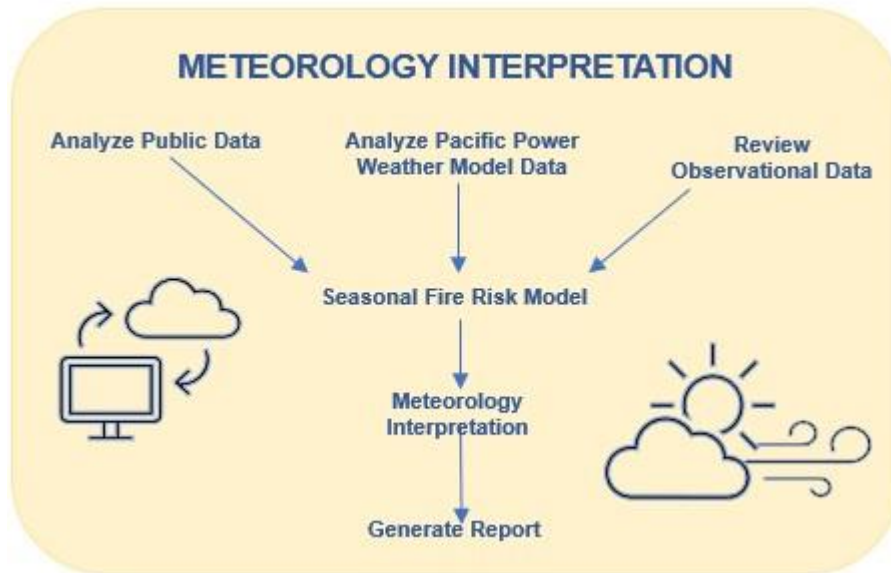 METEOROLOGY INTERPRETATION
Analyze Public Data
Analyze Pacific Power
Weather Model Data
Review
Observational Data
Seasonal Fire Risk Model
Meteorology
Interpretation
Generate Report